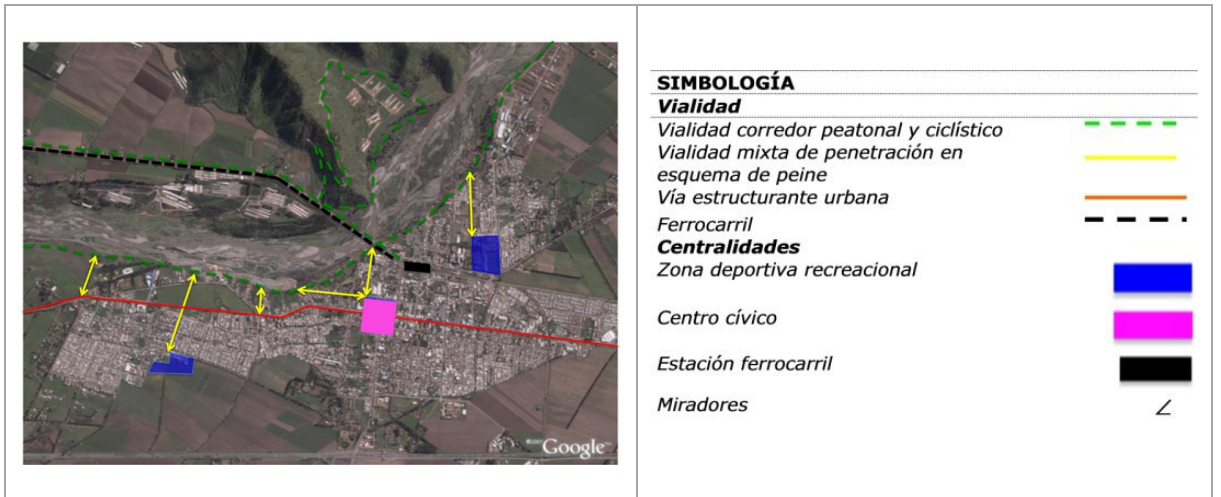 SIMBOLOGÍA
Vialidad
Vialidad corredor peatonal y ciclístico
Vialidad mixta de penetración en
esquema de peine
Vía estructurante urbana
Ferrocarril
Centralidades
Zona deportiva recreacional
Centro cívico
Estación ferrocarril
Miradores
Google